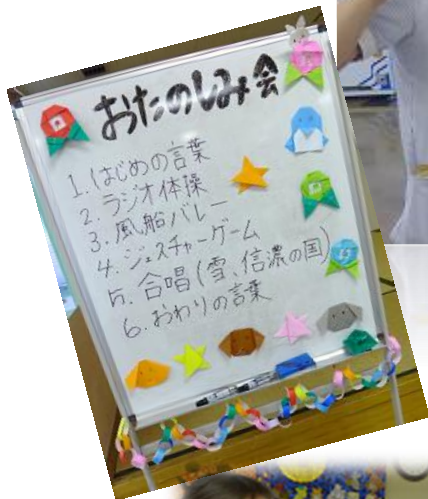 おたのしみ会
1. はじめの言葉
2. ラジオ体操
3. 風船バレー
4. ジェスチャーゲーム
5. 合唱(雪、信濃の国)
6. おわりの言葉